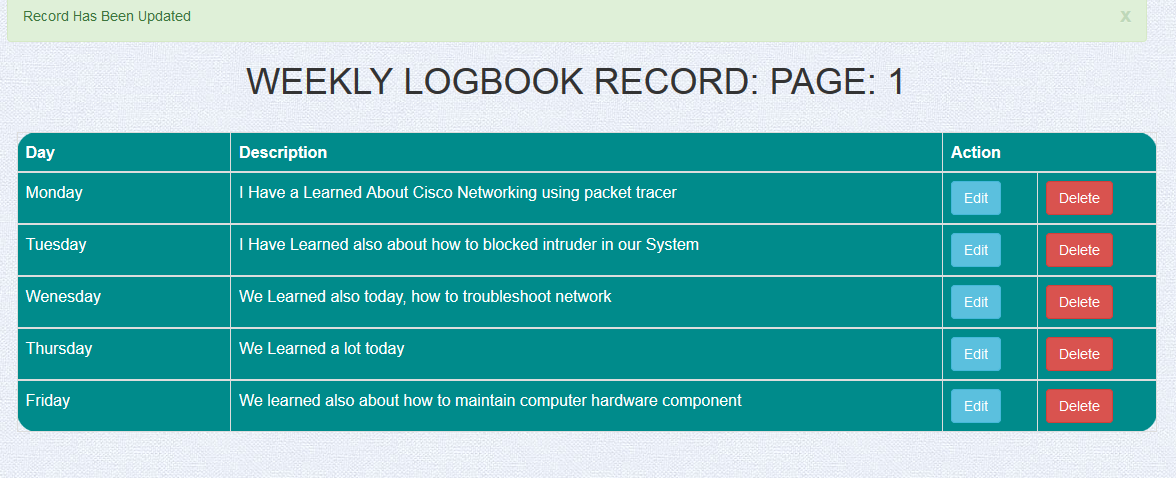 Record Has Been Updated x
WEEKLY LOGBOOK RECORD: PAGE: 1
Day Description Action
Monday I Have a Learned About Cisco Networking using packet tracer Edit Delete
Tuesday I Have Learned also about how to blocked intruder in our System Edit Delete
Wenesday We Learned also today, how to troubleshoot network Edit Delete
Thursday We Learned a lot today Edit Delete
Friday We learned also about how to maintain computer hardware component Edit Delete